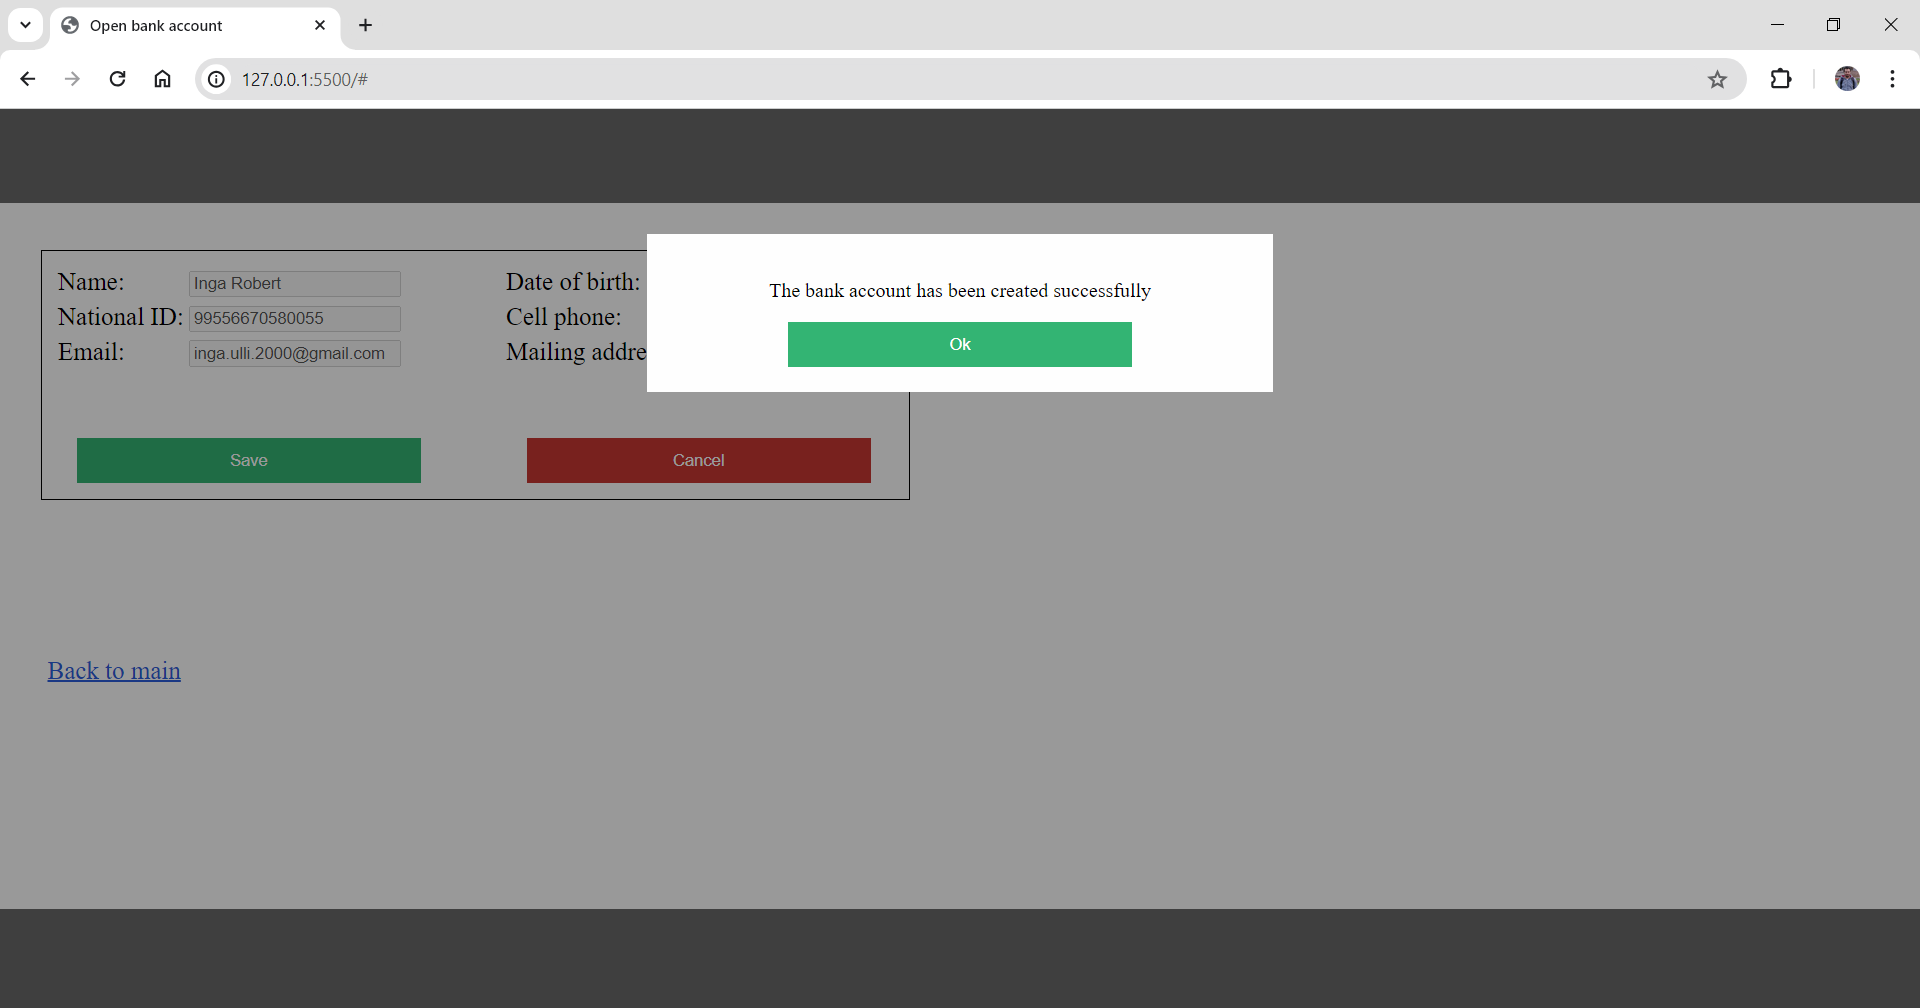 Open bank account
127.0.0.1:5500/#
Name: Inga Robert Date of birth:
National ID: 99556670580055 Cell phone:
Email: inga.ulli.2000@gmail.com Mailing addre
The bank account has been created successfully
Ok
Save Cancel
Back to main